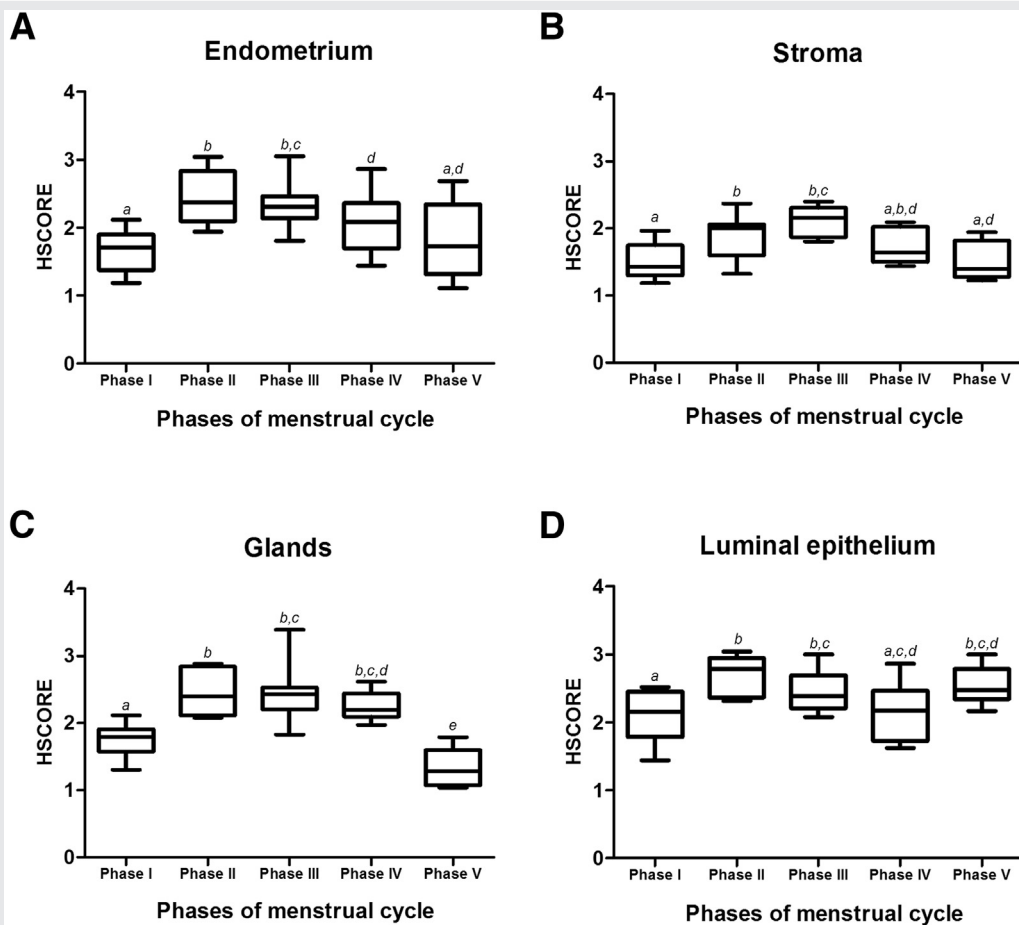 A
Endometrium
HSCORE
4
3
2
1
0
a
b
b,c
d
a,d
Phase I Phase II Phase III Phase IV Phase V
Phases of menstrual cycle
B
Stroma
HSCORE
4
3
2
1
0
a
b
b,c
a,b,d
a,d
Phase I Phase II Phase III Phase IV Phase V
Phases of menstrual cycle
C
Glands
HSCORE
4
3
2
1
0
a
b
b,c
b,c,d
e
Phase I Phase II Phase III Phase IV Phase V
Phases of menstrual cycle
D
Luminal epithelium
HSCORE
4
3
2
1
0
a
b
b,c
a,c,d
b,c,d
Phase I Phase II Phase III Phase IV Phase V
Phases of menstrual cycle